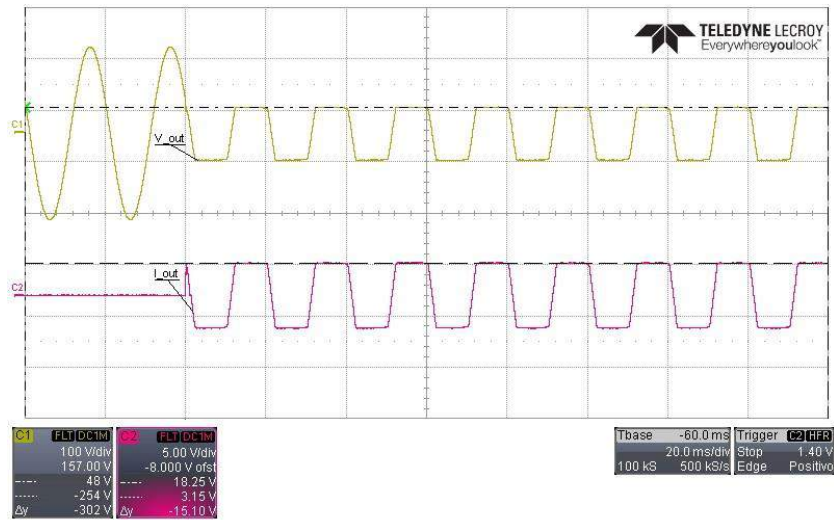 TELEDYNE LECROY
Everywhereyoulook™
C1
V_out
C2
I_out
C1 FLT DC1M
100 V/div
157.00 V
48 V
-254 V
Δy -302 V
C2 FLT DC1M
5.00 V/div
-8.000 V ofst
18.25 V
3.15 V
Δy -15.10 V
Tbase -60.0 ms
20.0 ms/div
100 kS 500 kS/s
Trigger C2 HFR
Stop 1.40 V
Edge Positivo